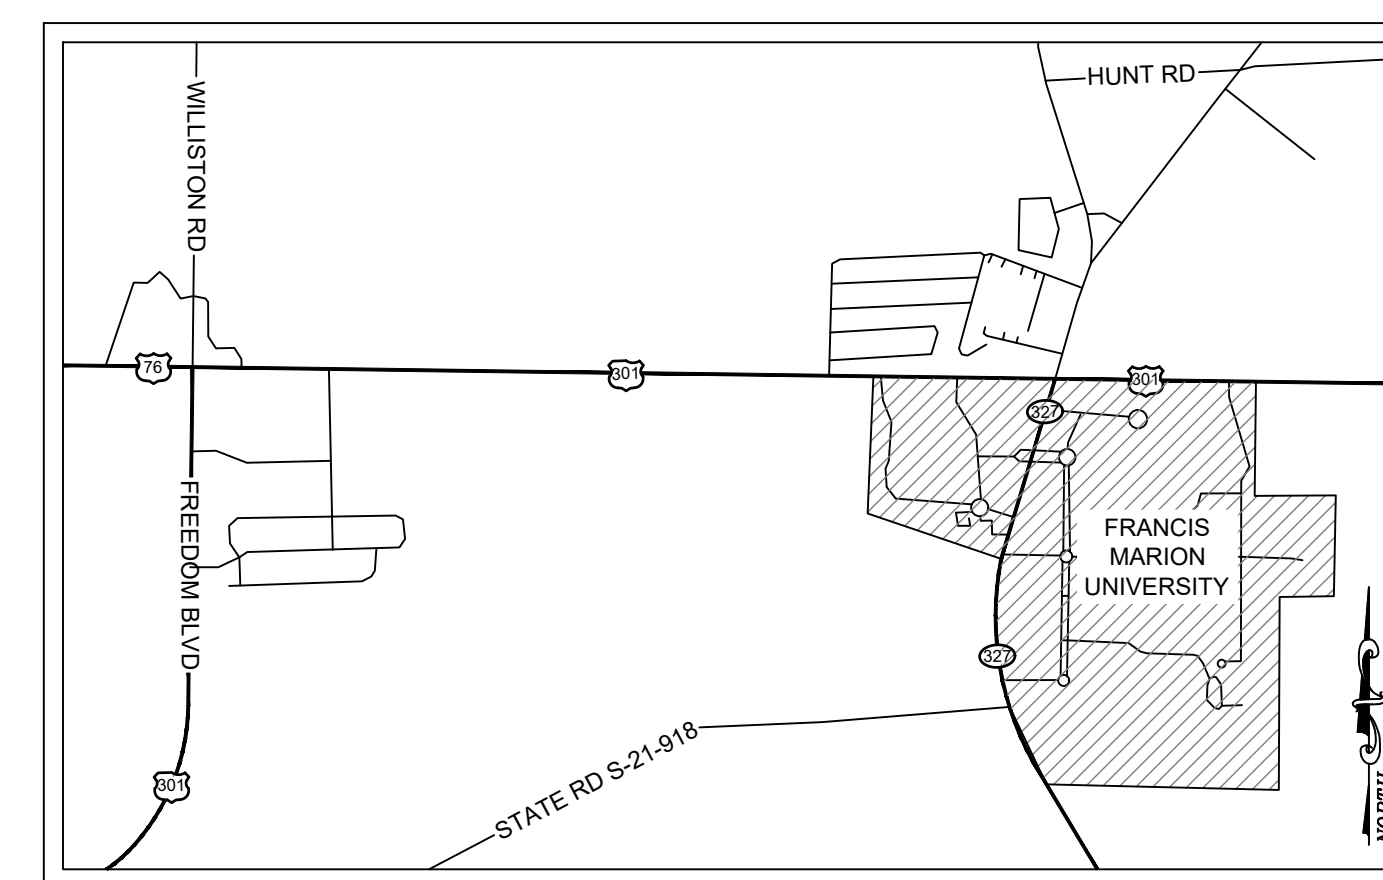 HUNT RD
WILLISTON RD
76
301
301
327
FREEDOM BLVD
FRANCIS
MARION
UNIVERSITY
327
STATE RD S-21-918
301
NORTH